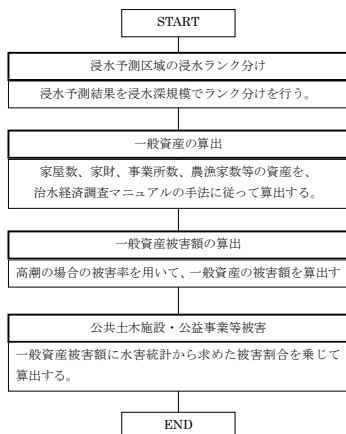 START
浸水予測区域の浸水ランク分け
浸水予測結果を浸水深規模でランク分けを行う。
一般資産の算出
家屋数、家財、事業所数、農漁家数等の資産を、
治水経済調査マニュアルの手法に従って算出する。
一般資産被害額の算出
高潮の場合の被害率を用いて、一般資産の被害額を算出す
公共土木施設・公益事業等被害
一般資産被害額に水害統計から求めた被害割合を乗じて
算出する。
END